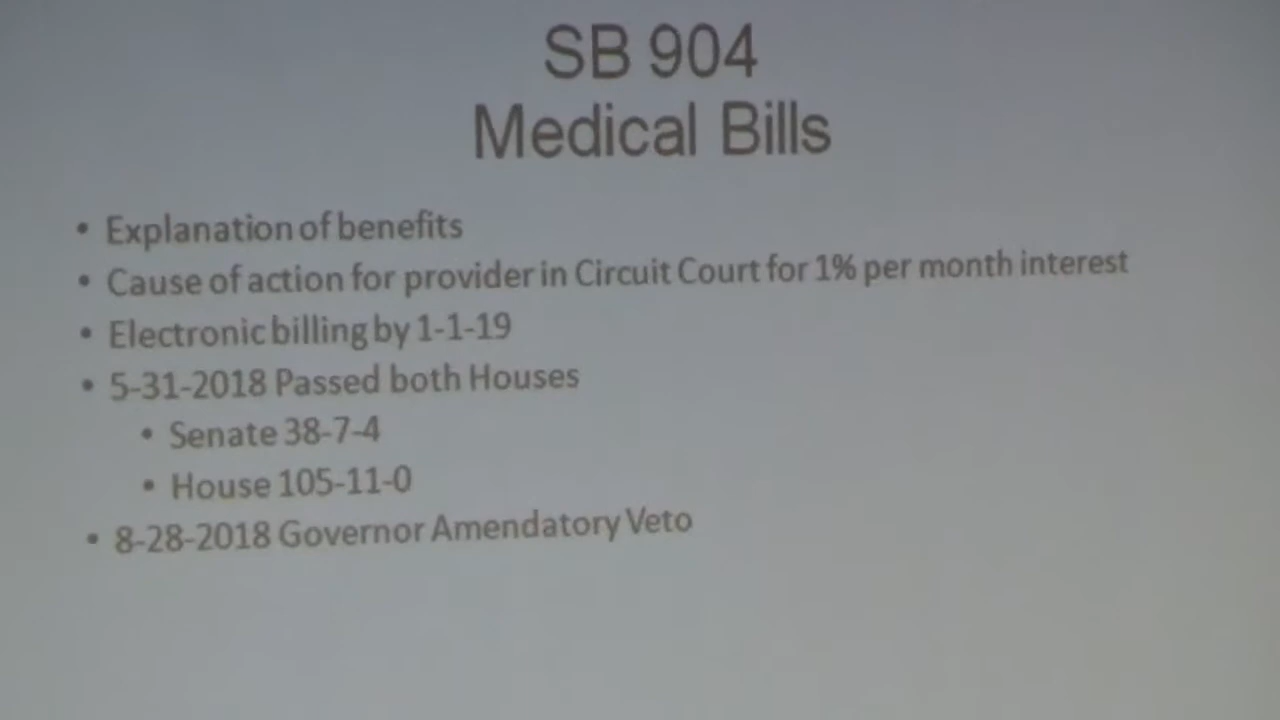 SB 904
Medical Bills
• Explanation of benefits
• Cause of action for provider in Circuit Court for 1% per month interest
• Electronic billing by 1-1-19
• 5-31-2018 Passed both Houses
• Senate 38-7-4
• House 105-11-0
• 8-28-2018 Governor Amendatory Veto